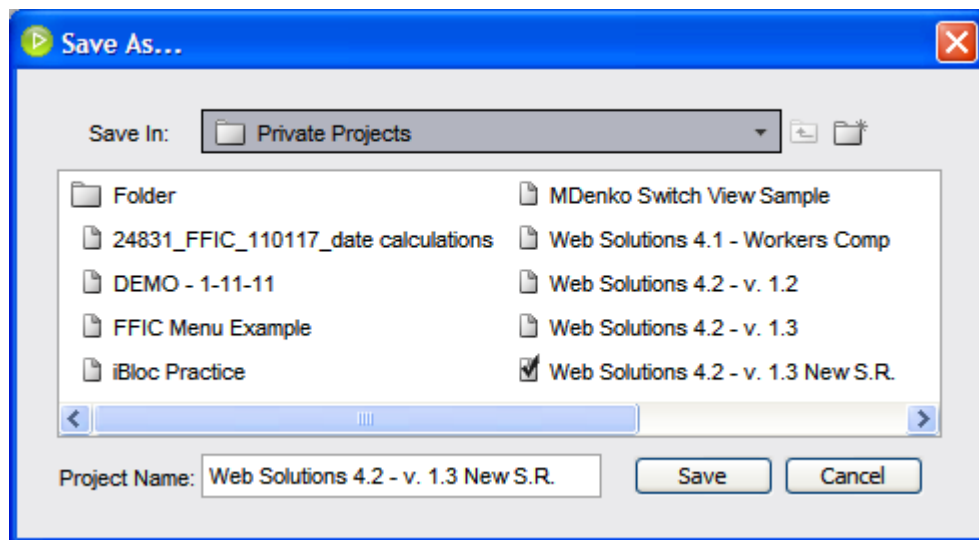 Save As...
Save In: Private Projects
Folder
24831_FFIC_110117_date calculations
DEMO - 1-11-11
FFIC Menu Example
iBloc Practice
MDenko Switch View Sample
Web Solutions 4.1 - Workers Comp
Web Solutions 4.2 - v. 1.2
Web Solutions 4.2 - v. 1.3
Web Solutions 4.2 - v. 1.3 New S.R.
Project Name: Web Solutions 4.2 - v. 1.3 New S.R. Save Cancel